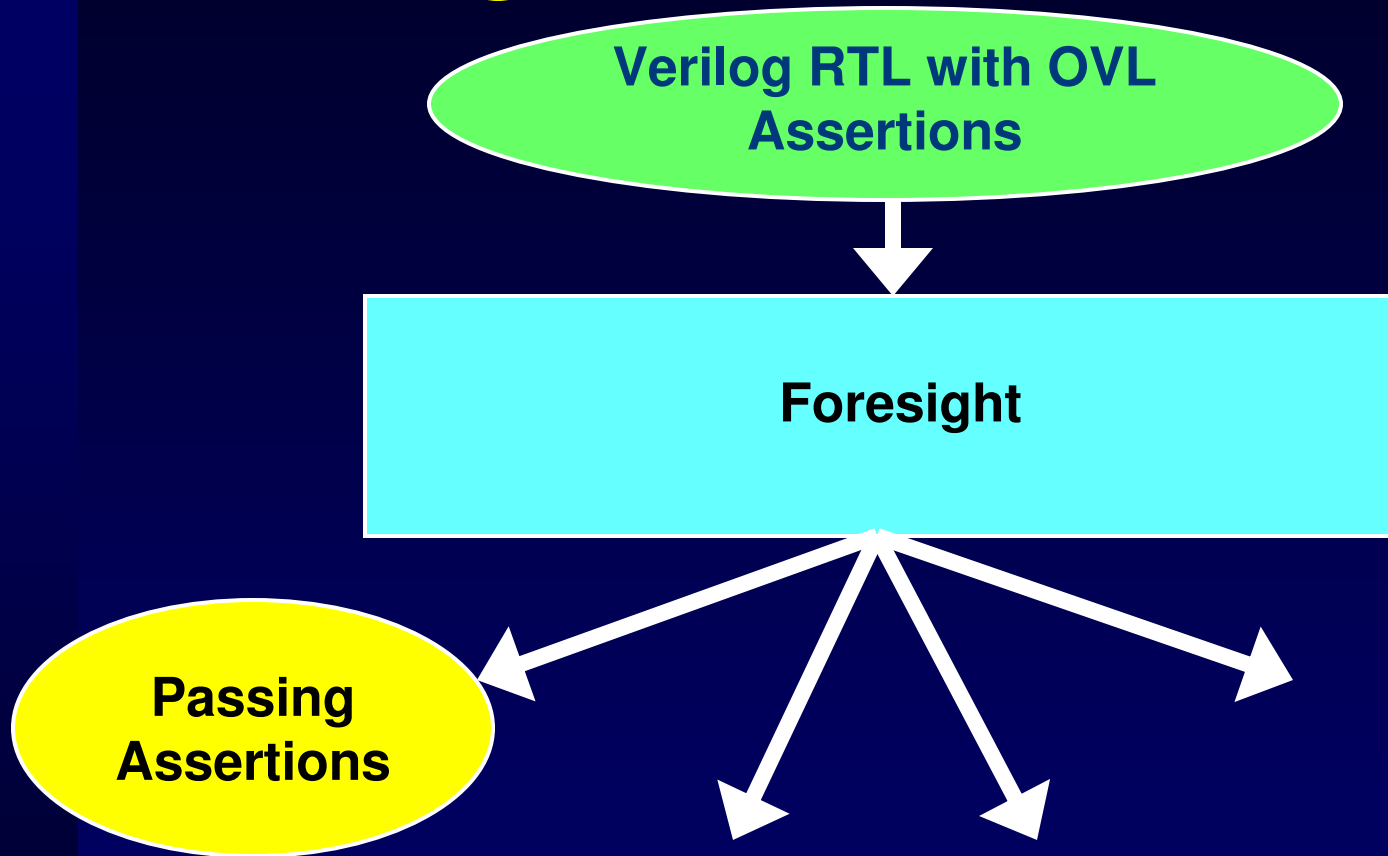 Verilog RTL with OVL
Assertions
Foresight
Passing
Assertions